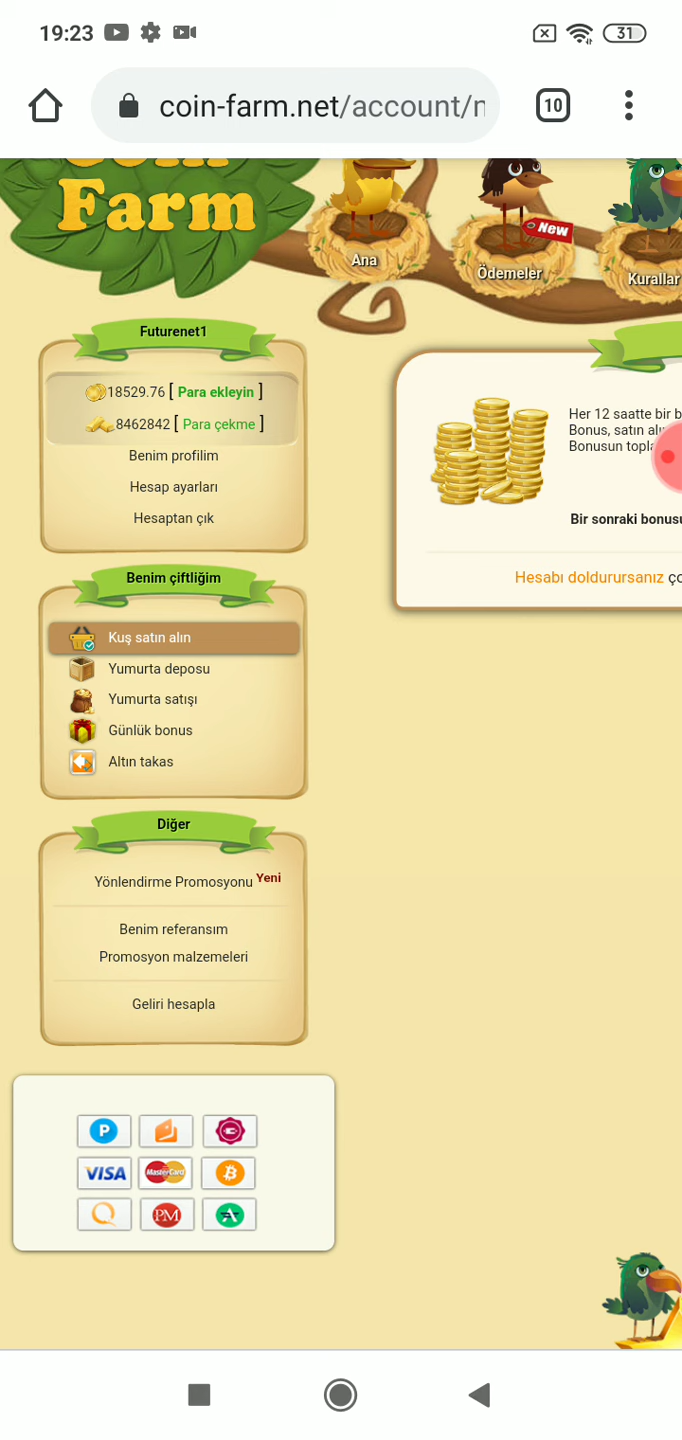 19:23
31
coin-farm.net/account/n
10
Farm
Ana
New
Ödemeler
Kurallar
Futurenet1
18529.76 [ Para ekleyin ]
8462842 [ Para çekme ]
Benim profilim
Hesap ayarları
Hesaptan çık
Her 12 saatte bir b
Bonus, satın alı
Bonusun topla
Bir sonraki bonusu
Hesabı doldurursanız ço
Benim çiftliğim
Kuş satın alın
Yumurta deposu
Yumurta satışı
Günlük bonus
Altın takas
Diğer
Yönlendirme Promosyonu Yeni
Benim referansım
Promosyon malzemeleri
Geliri hesapla
P
VISA MasterCard
PM